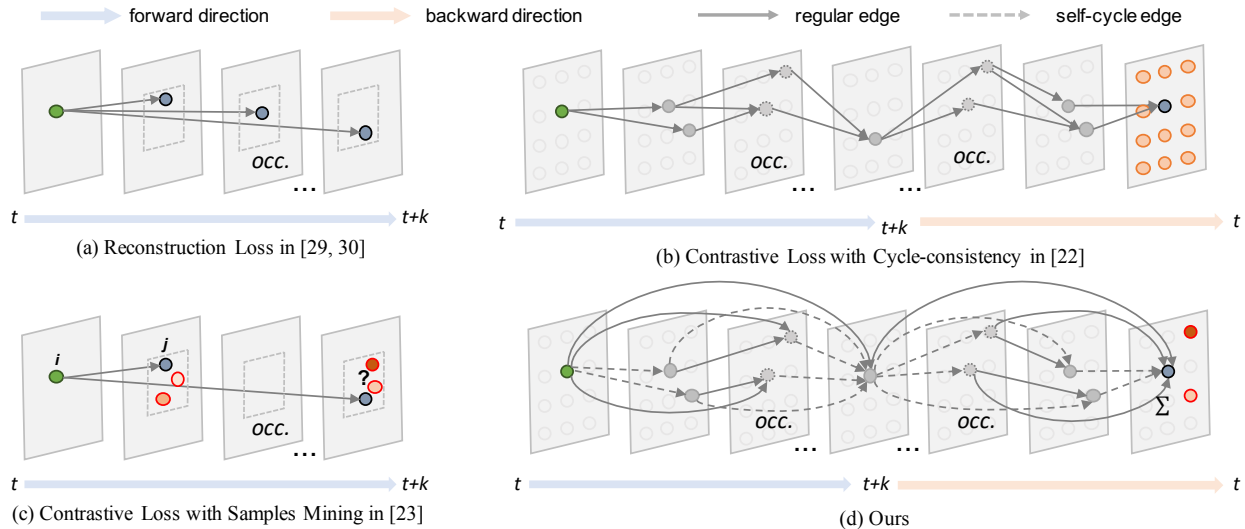 forward direction
backward direction
regular edge
self-cycle edge
occ.
...
t
t+k
(a) Reconstruction Loss in [29, 30]
occ.
occ.
...
...
t
t+k
t
(b) Contrastive Loss with Cycle-consistency in [22]
i
j
?
occ.
...
t
t+k
(c) Contrastive Loss with Samples Mining in [23]
occ.
occ.
Σ
...
...
t
t+k
t
(d) Ours